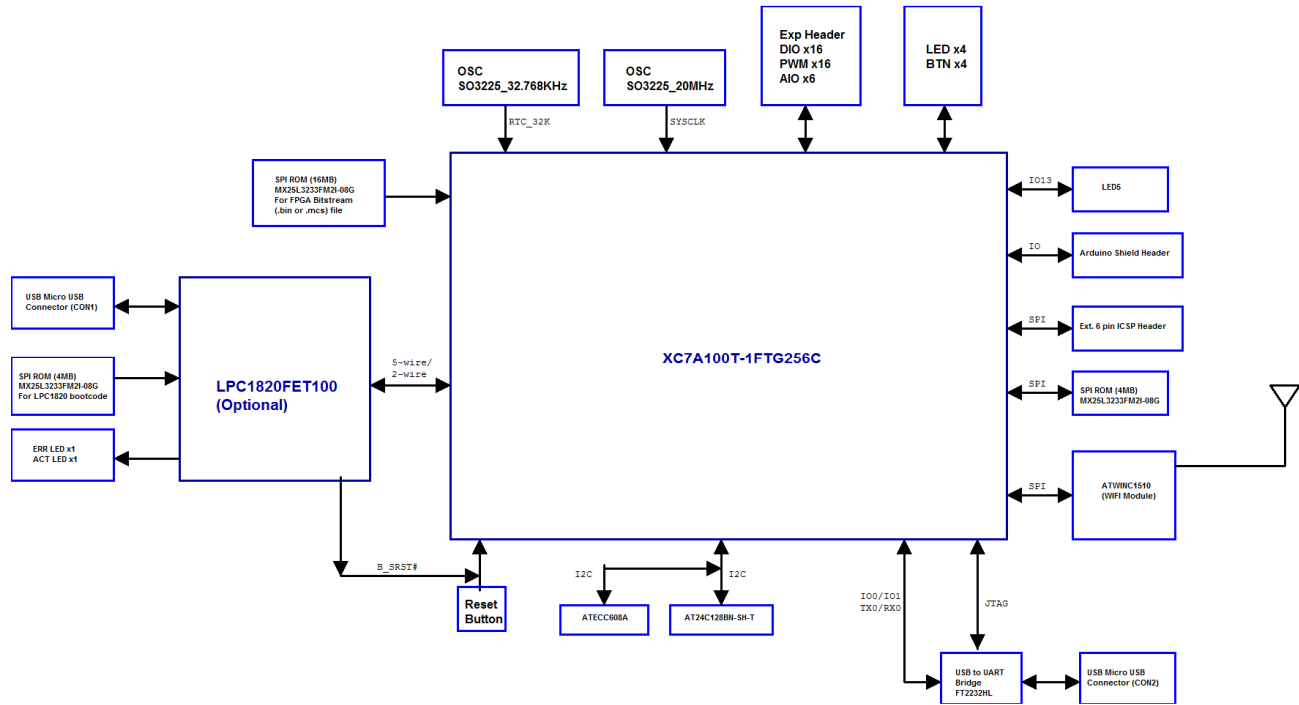 OSC
SO3225_32.768KHz
OSC
SO3225_20MHz
Exp Header
DIO x16
PWM x16
AIO x6
LED x4
BTN x4
RTC_32K
SYSCLK
SPI ROM (16MB)
MX25L3233FM2I-08G
For FPGA Bitstream
(.bin or .mcs) file
IO13
LED5
IO
Arduino Shield Header
USB Micro USB
Connector (CON1)
SPI
Ext. 6 pin ICSP Header
XC7A100T-1FTG256C
5-wire/
2-wire
LPC1820FET100
(Optional)
SPI ROM (4MB)
MX25L3233FM2I-08G
For LPC1820 bootcode
SPI
SPI ROM (4MB)
MX25L3233FM2I-08G
ERR LED x1
ACT LED x1
SPI
ATWINC1510
(WIFI Module)
B_SRST#
Reset
Button
I2C
I2C
ATECC608A
AT24C128BN-SH-T
IO0/IO1
TX0/RX0
JTAG
USB to UART
Bridge
FT2232HL
USB Micro USB
Connector (CON2)